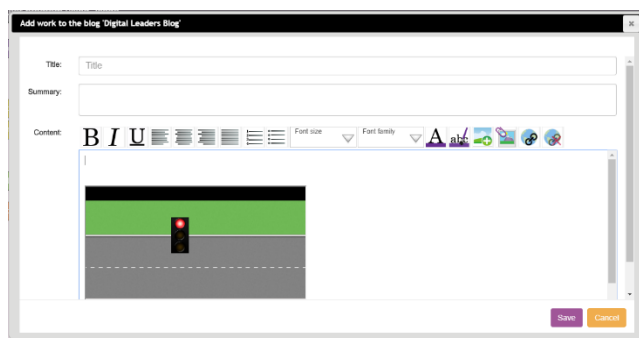 Add work to the blog 'Digital Leaders Blog'
Title:
Title
Summary:
Content:
B I U Font size Font family A abc
Save Cancel